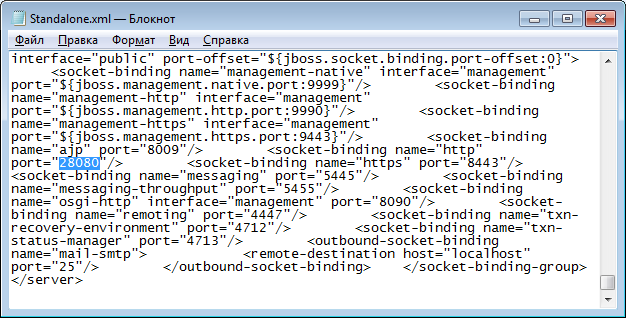 Standalone.xml — Блокнот
Файл Правка Формат Вид Справка
interface="public" port-offset="${jboss.socket.binding.port-offset:0}">
<socket-binding name="management-native" interface="management"
port="${jboss.management.native.port:9999}"/> <socket-binding
name="management-http" interface="management"
port="${jboss.management.http.port:9990}"/> <socket-binding
name="management-https" interface="management"
port="${jboss.management.https.port:9443}"/> <socket-binding
name="ajp" port="8009"/> <socket-binding name="http"
port="28080"/> <socket-binding name="https" port="8443"/>
<socket-binding name="messaging" port="5445"/> <socket-binding
name="messaging-throughput" port="5455"/> <socket-binding
name="osgi-http" interface="management" port="8090"/> <socket-
binding name="remoting" port="4447"/> <socket-binding name="txn-
recovery-environment" port="4712"/> <socket-binding name="txn-
status-manager" port="4713"/> <outbound-socket-binding
name="mail-smtp"> <remote-destination host="localhost"
port="25"/> </outbound-socket-binding> </socket-binding-group>
</server>